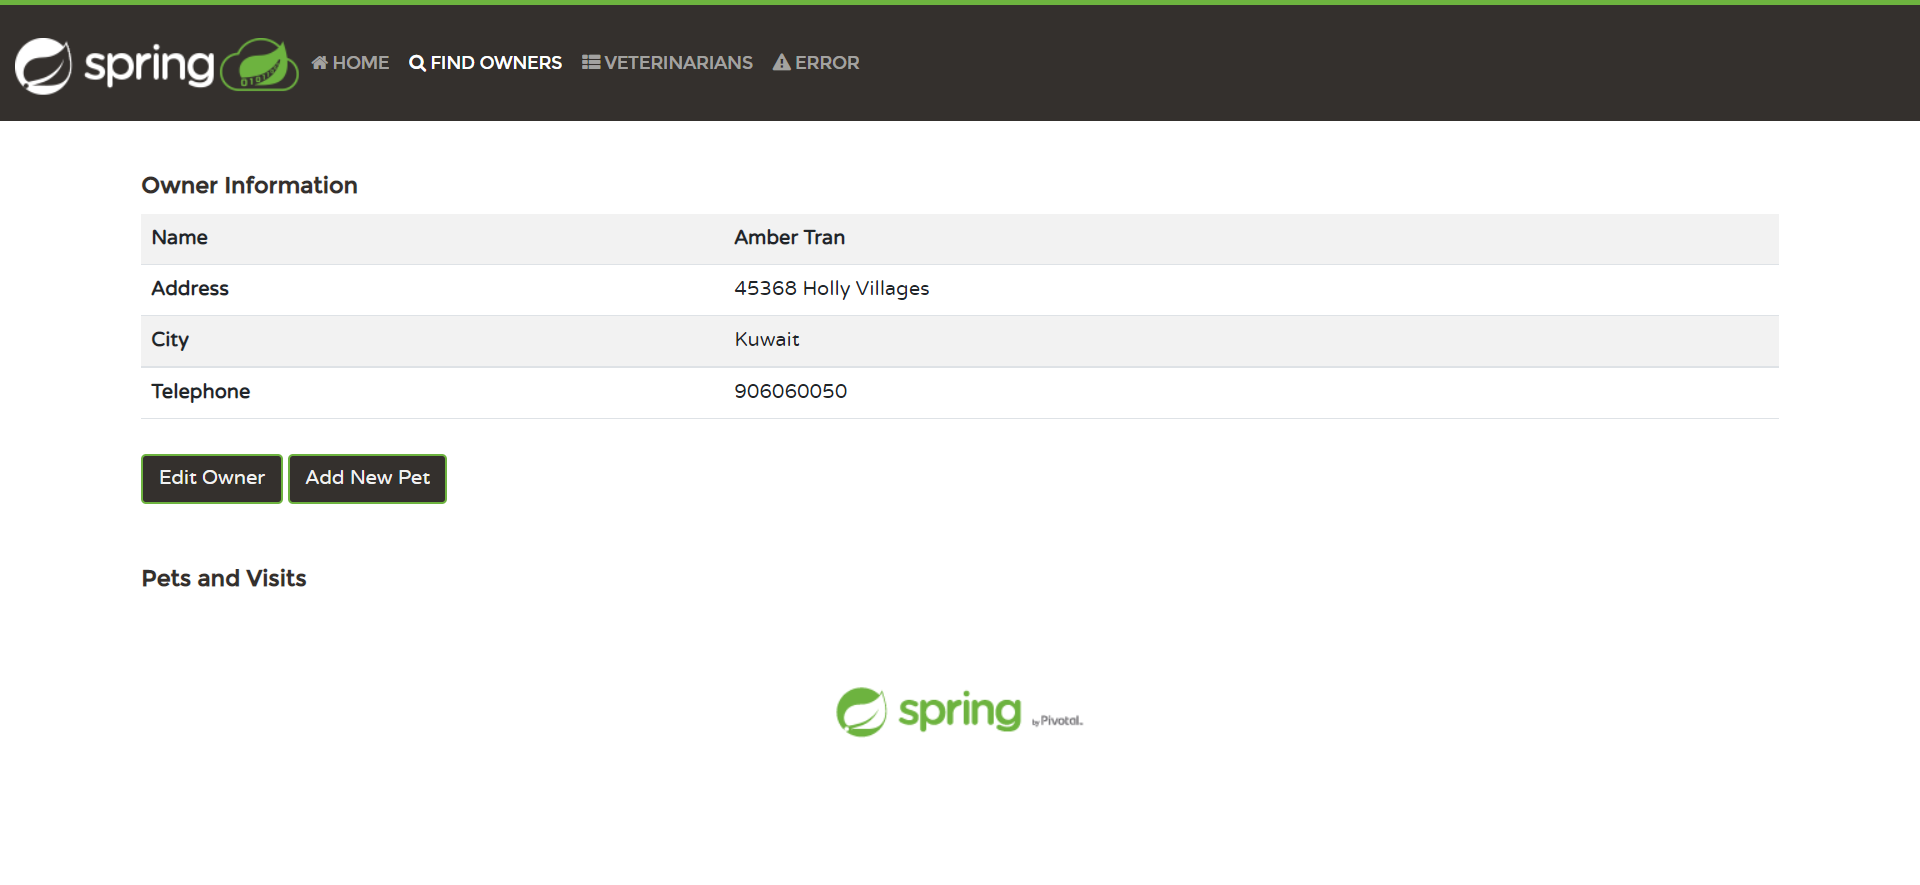 spring HOME FIND OWNERS VETERINARIANS ERROR
Owner Information
Name Amber Tran
Address 45368 Holly Villages
City Kuwait
Telephone 906060050
Edit Owner Add New Pet
Pets and Visits
spring by Pivotal